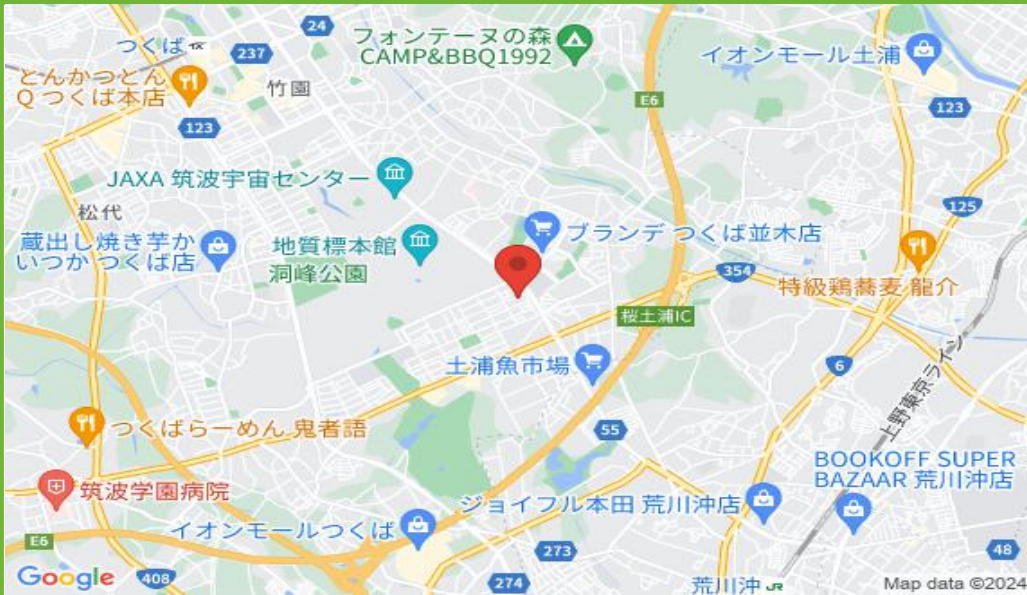 24
フォンテーヌの森
CAMP&BBQ1992
つくば
237
イオンモール土浦
とんかつとん
Q つくば本店
竹園
E6
123
123
JAXA 筑波宇宙センター
松代
125
蔵出し焼き芋か
いつか つくば店
地質標本館
洞峰公園
ブランデ つくば並木店
354
特級鶏蕎麦 龍介
桜土浦IC
土浦魚市場
6
上野東京ライン
つくばらーめん 鬼者語
55
筑波学園病院
BOOKOFF SUPER
BAZAAR 荒川沖店
ジョイフル本田 荒川沖店
イオンモールつくば
E6
273
48
Google
408
274
荒川沖 JR
Map data ©2024